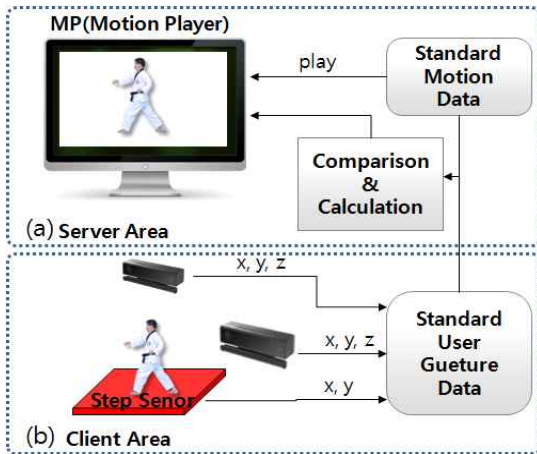 MP(Motion Player)
play
Standard
Motion
Data
Comparison
&
Calculation
(a) Server Area
x, y, z
x, y, z
Standard
User
Gueture
Data
Step Senor
x, y
(b) Client Area